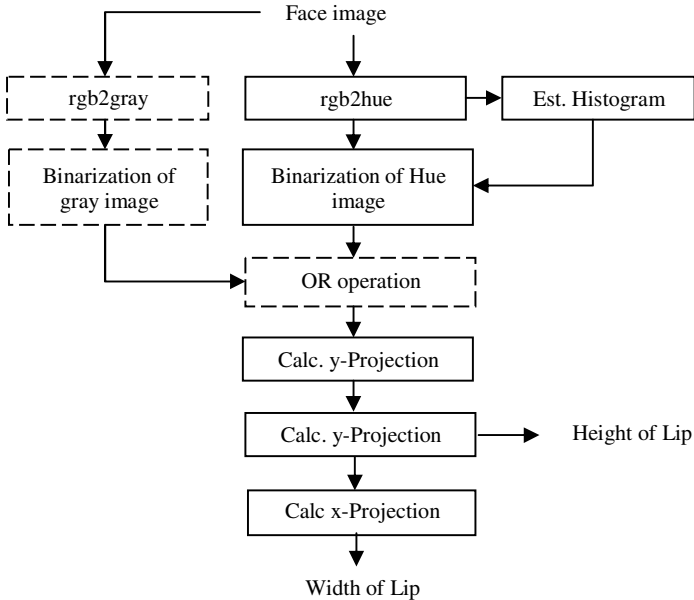 Face image
rgb2gray
rgb2hue
Est. Histogram
Binarization of
gray image
Binarization of Hue
image
OR operation
Calc. y-Projection
Calc. y-Projection
Height of Lip
Calc x-Projection
Width of Lip